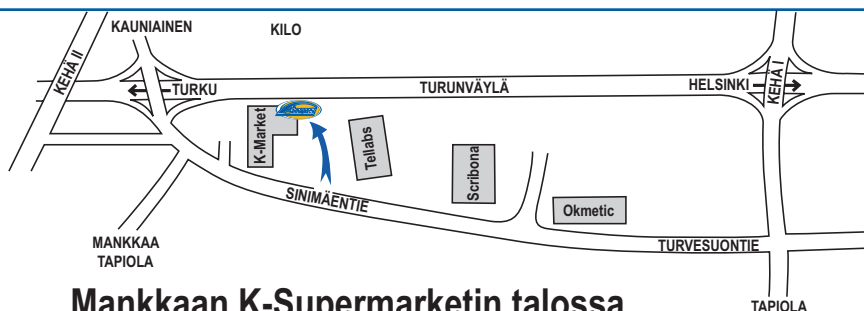 KAUNIAINEN
KILO
KEHÄ II
TURKU
TURUNVÄYLÄ
HELSINKI
KEHÄ I
K-Market
Tellabs
Scribona
Okmetic
SINIMÄENTIE
MANKKAA
TAPIOLA
TURVESUONTIE
TAPIOLA
Mankkaan K-Supermarketin talossa